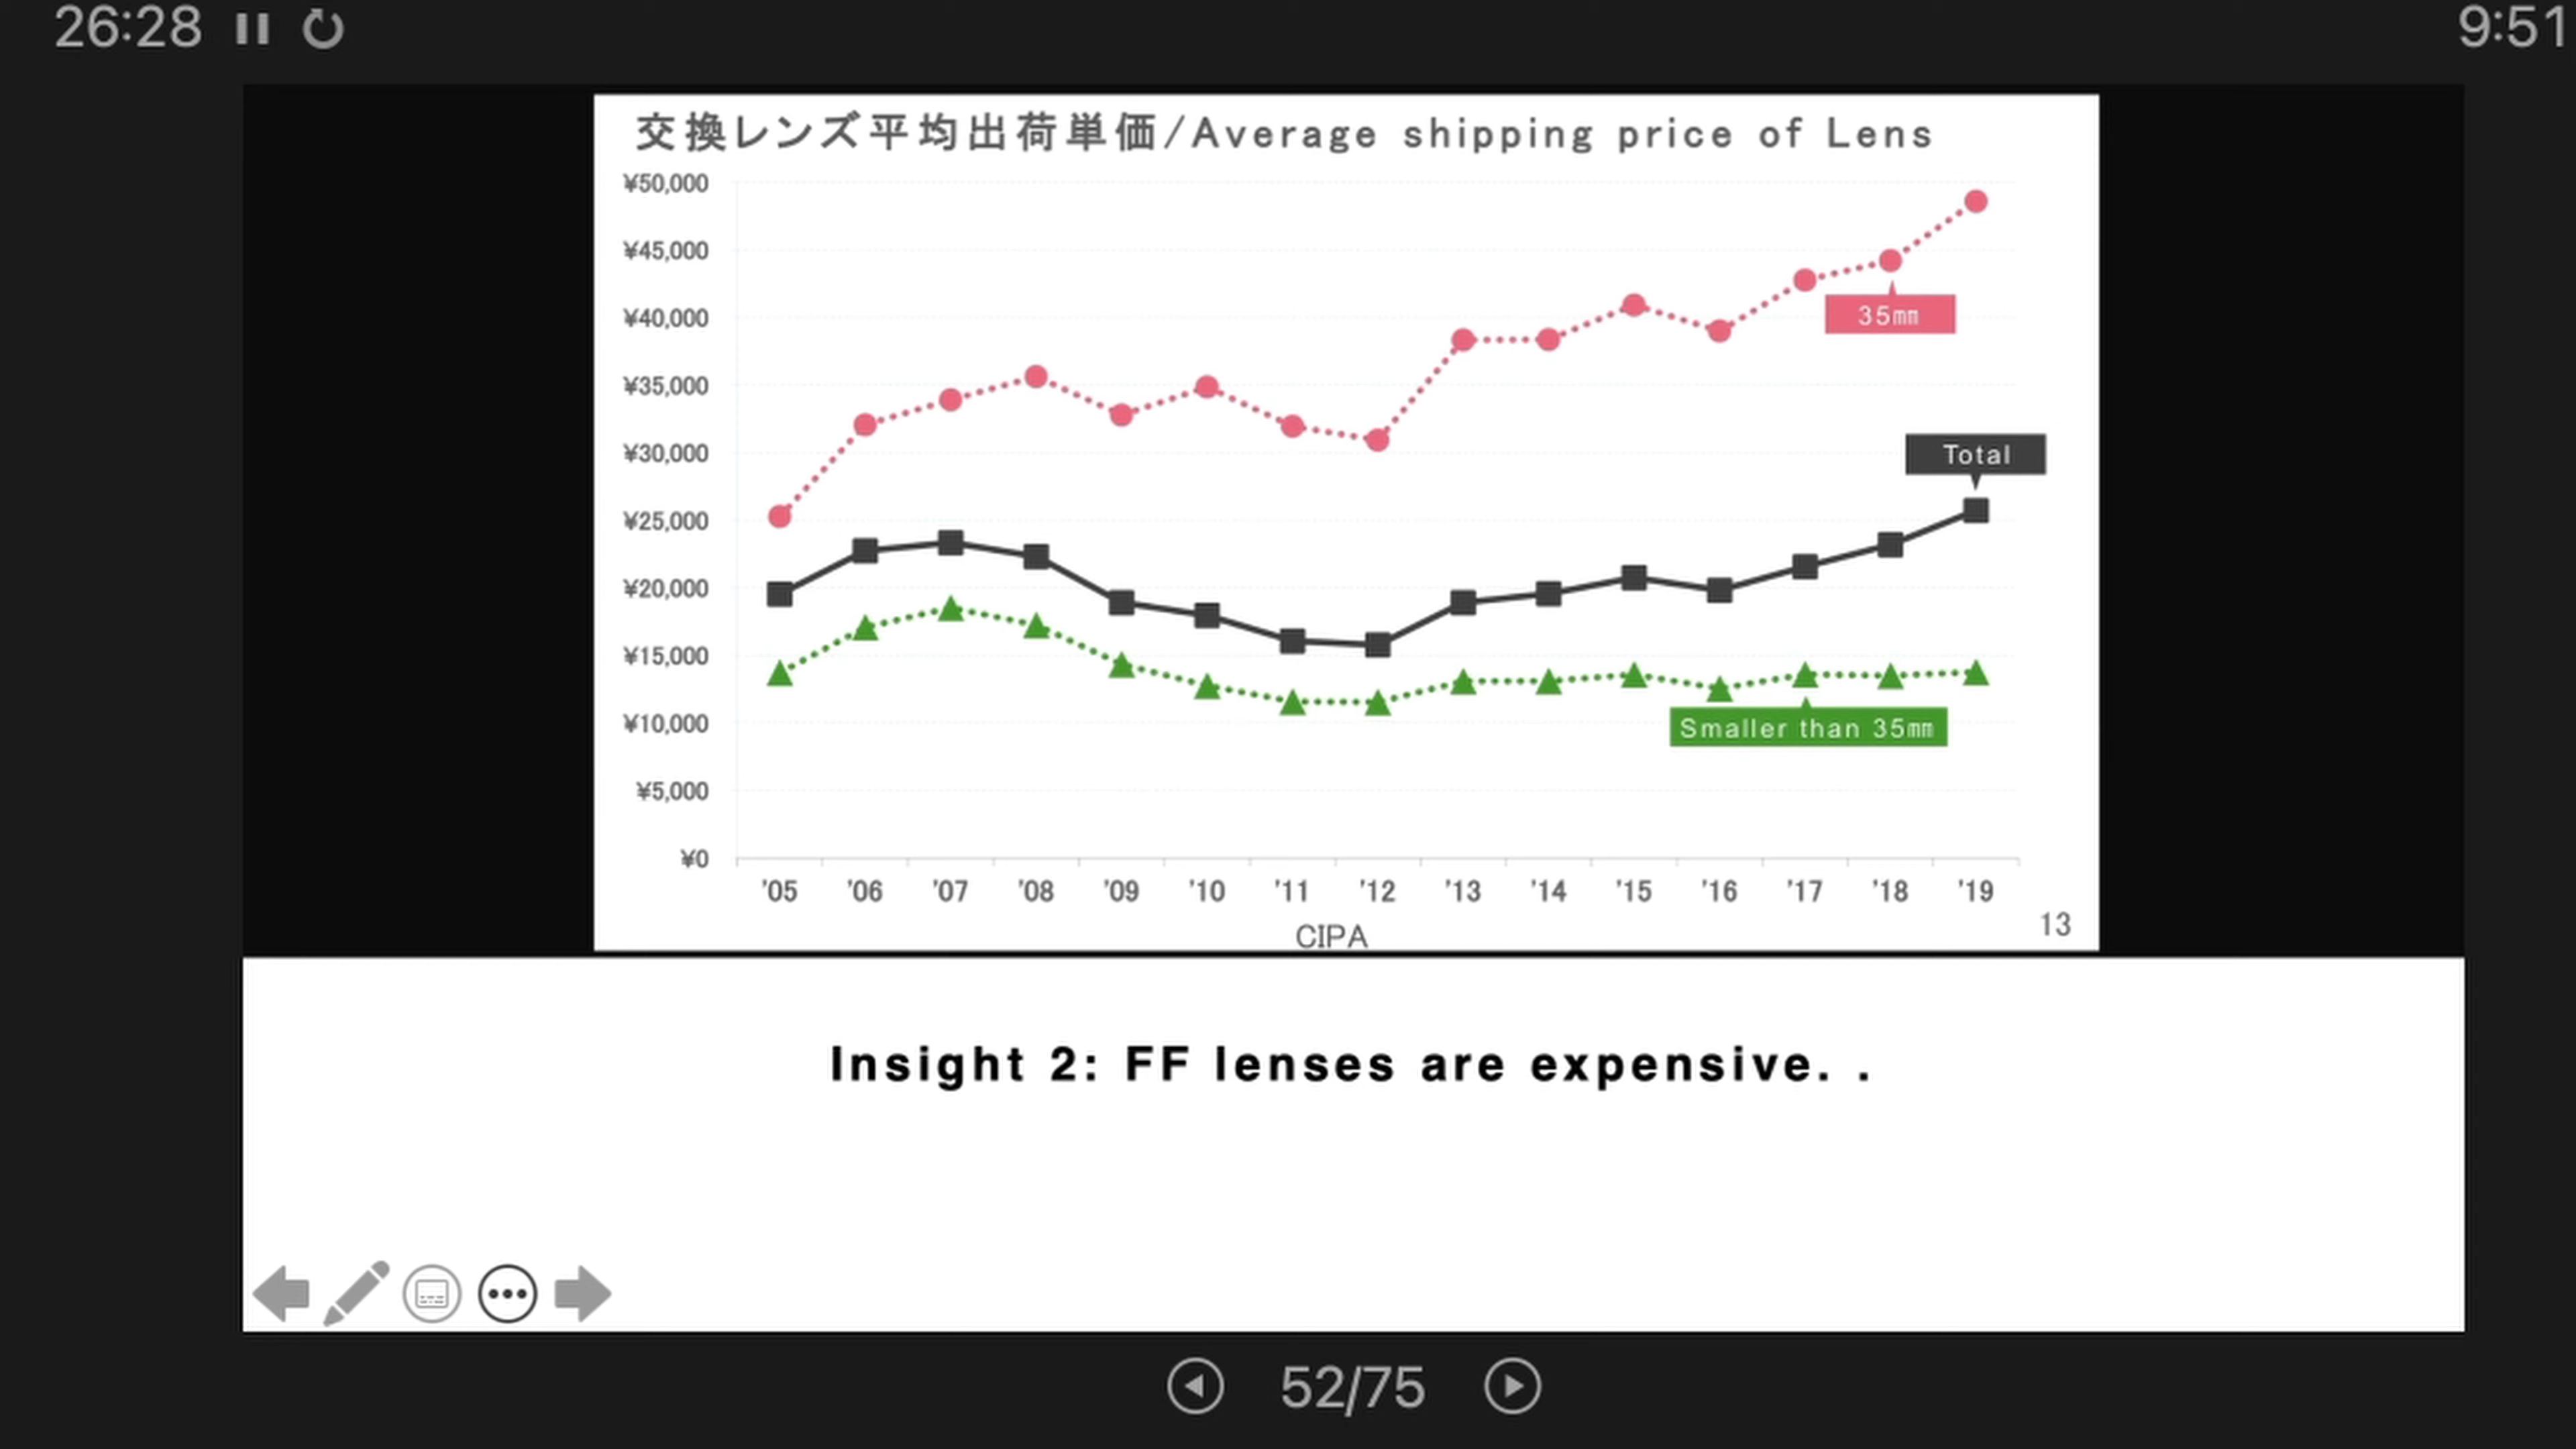 26:28
9:51
交換レンズ平均出荷単価/Average shipping price of Lens
¥50,000
¥45,000
¥40,000
¥35,000
¥30,000
¥25,000
¥20,000
¥15,000
¥10,000
¥5,000
¥0
35㎜
Total
Smaller than 35㎜
'05 '06 '07 '08 '09 '10 '11 '12 '13 '14 '15 '16 '17 '18 '19
CIPA
13
Insight 2: FF lenses are expensive. .
52/75